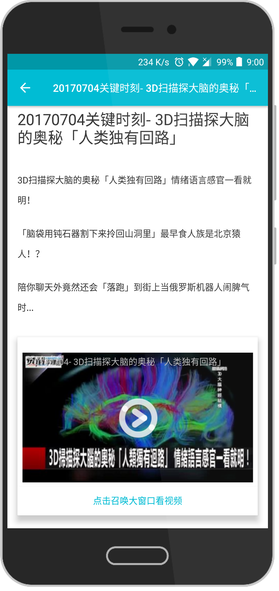 234 K/s 99% 9:00
20170704关键时刻- 3D扫描探大脑的奥秘「...
20170704关键时刻- 3D扫描探大脑
的奥秘「人类独有回路」
3D扫描探大脑的奥秘「人类独有回路」情绪语言感官一看就
明!
「脑袋用钝石器割下来拎回山洞里」最早食人族是北京猿
人!?
陪你聊天外竟然还会「落跑」到街上当俄罗斯机器人闹脾气
时...
4- 3D扫描探大脑的奥秘「人类独有回路」
3D掃描探大腦的奧秘「人類獨有迴路」情緒語言感官一看就明!
点击召唤大窗口看视频